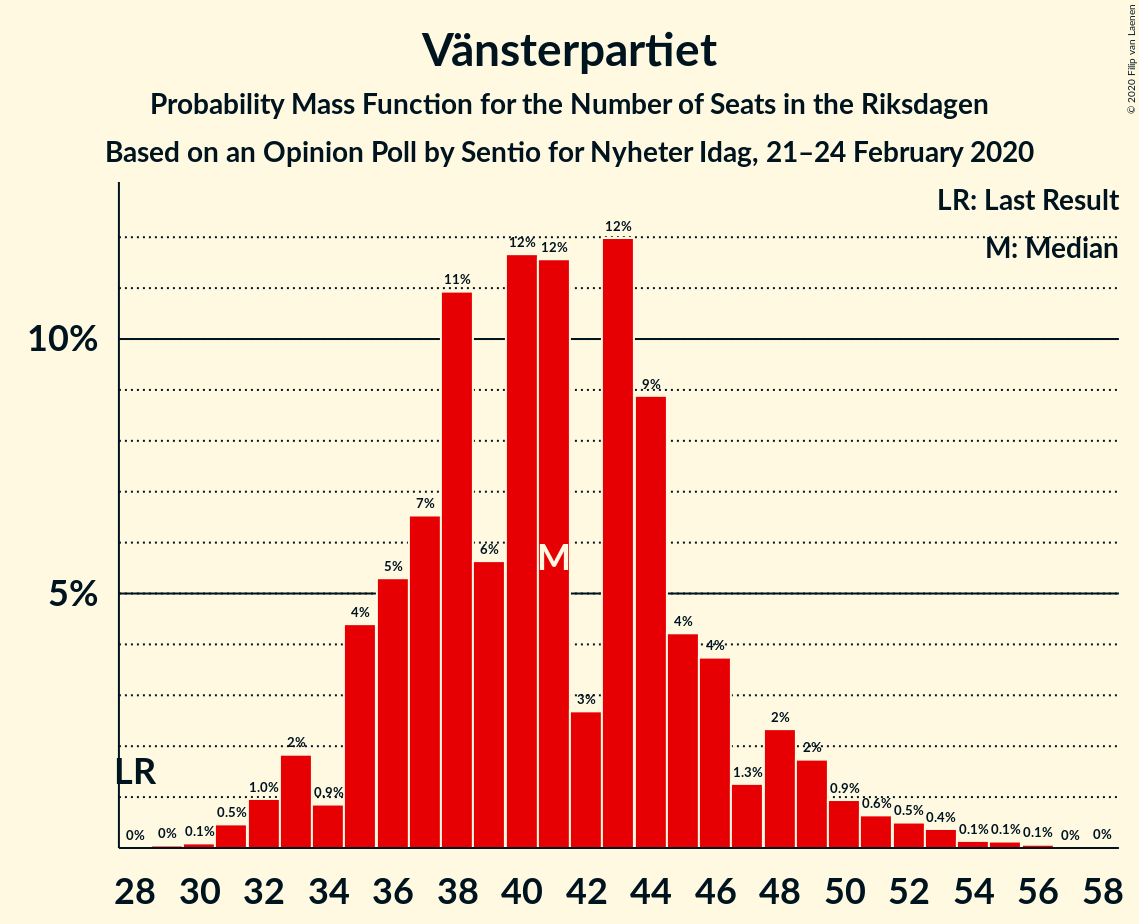 Vänsterpartiet
Probability Mass Function for the Number of Seats in the Riksdagen
Based on an Opinion Poll by Sentio for Nyheter Idag, 21–24 February 2020
© 2020 Filip van Laenen
LR: Last Result
M: Median
10%
5%
LR
M
0% 0% 0.1% 0.5% 1.0% 2% 0.9% 4% 5% 7% 11% 6% 12% 12% 3% 12% 9% 4% 4% 1.3% 2% 2% 0.9% 0.6% 0.5% 0.4% 0.1% 0.1% 0.1% 0% 0%
28 30 32 34 36 38 40 42 44 46 48 50 52 54 56 58